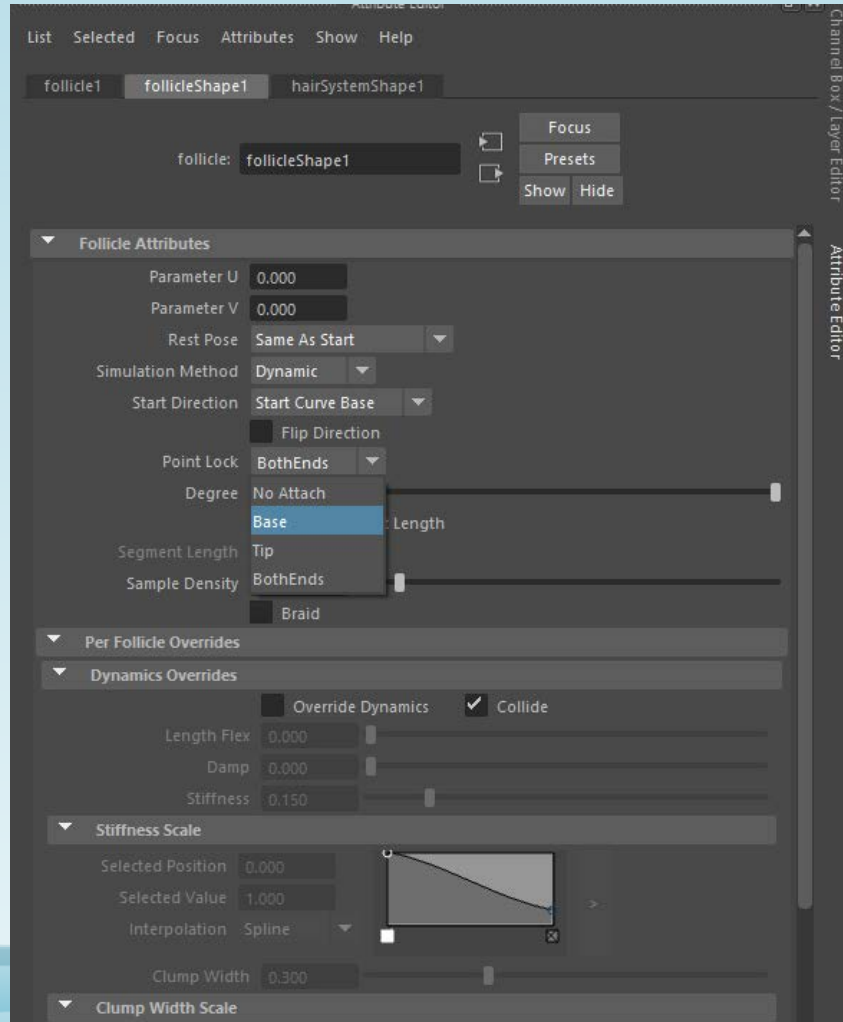 Attribute Editor
List Selected Focus Attributes Show Help
follicle1 follicleShape1 hairSystemShape1
follicle: follicleShape1
Focus
Presets
Show Hide
Follicle Attributes
Parameter U 0.000
Parameter V 0.000
Rest Pose Same As Start
Simulation Method Dynamic
Start Direction Start Curve Base
Flip Direction
Point Lock BothEnds
Degree No Attach
Base Length
Segment Length Tip
Sample Density BothEnds
Braid
Per Follicle Overrides
Dynamics Overrides
Override Dynamics Collide
Length Flex 0.000
Damp 0.000
Stiffness 0.150
Stiffness Scale
Selected Position 0.000
Selected Value 1.000
Interpolation Spline
>
Clump Width 0.300
Clump Width Scale
Channel Box / Layer Editor
Attribute Editor